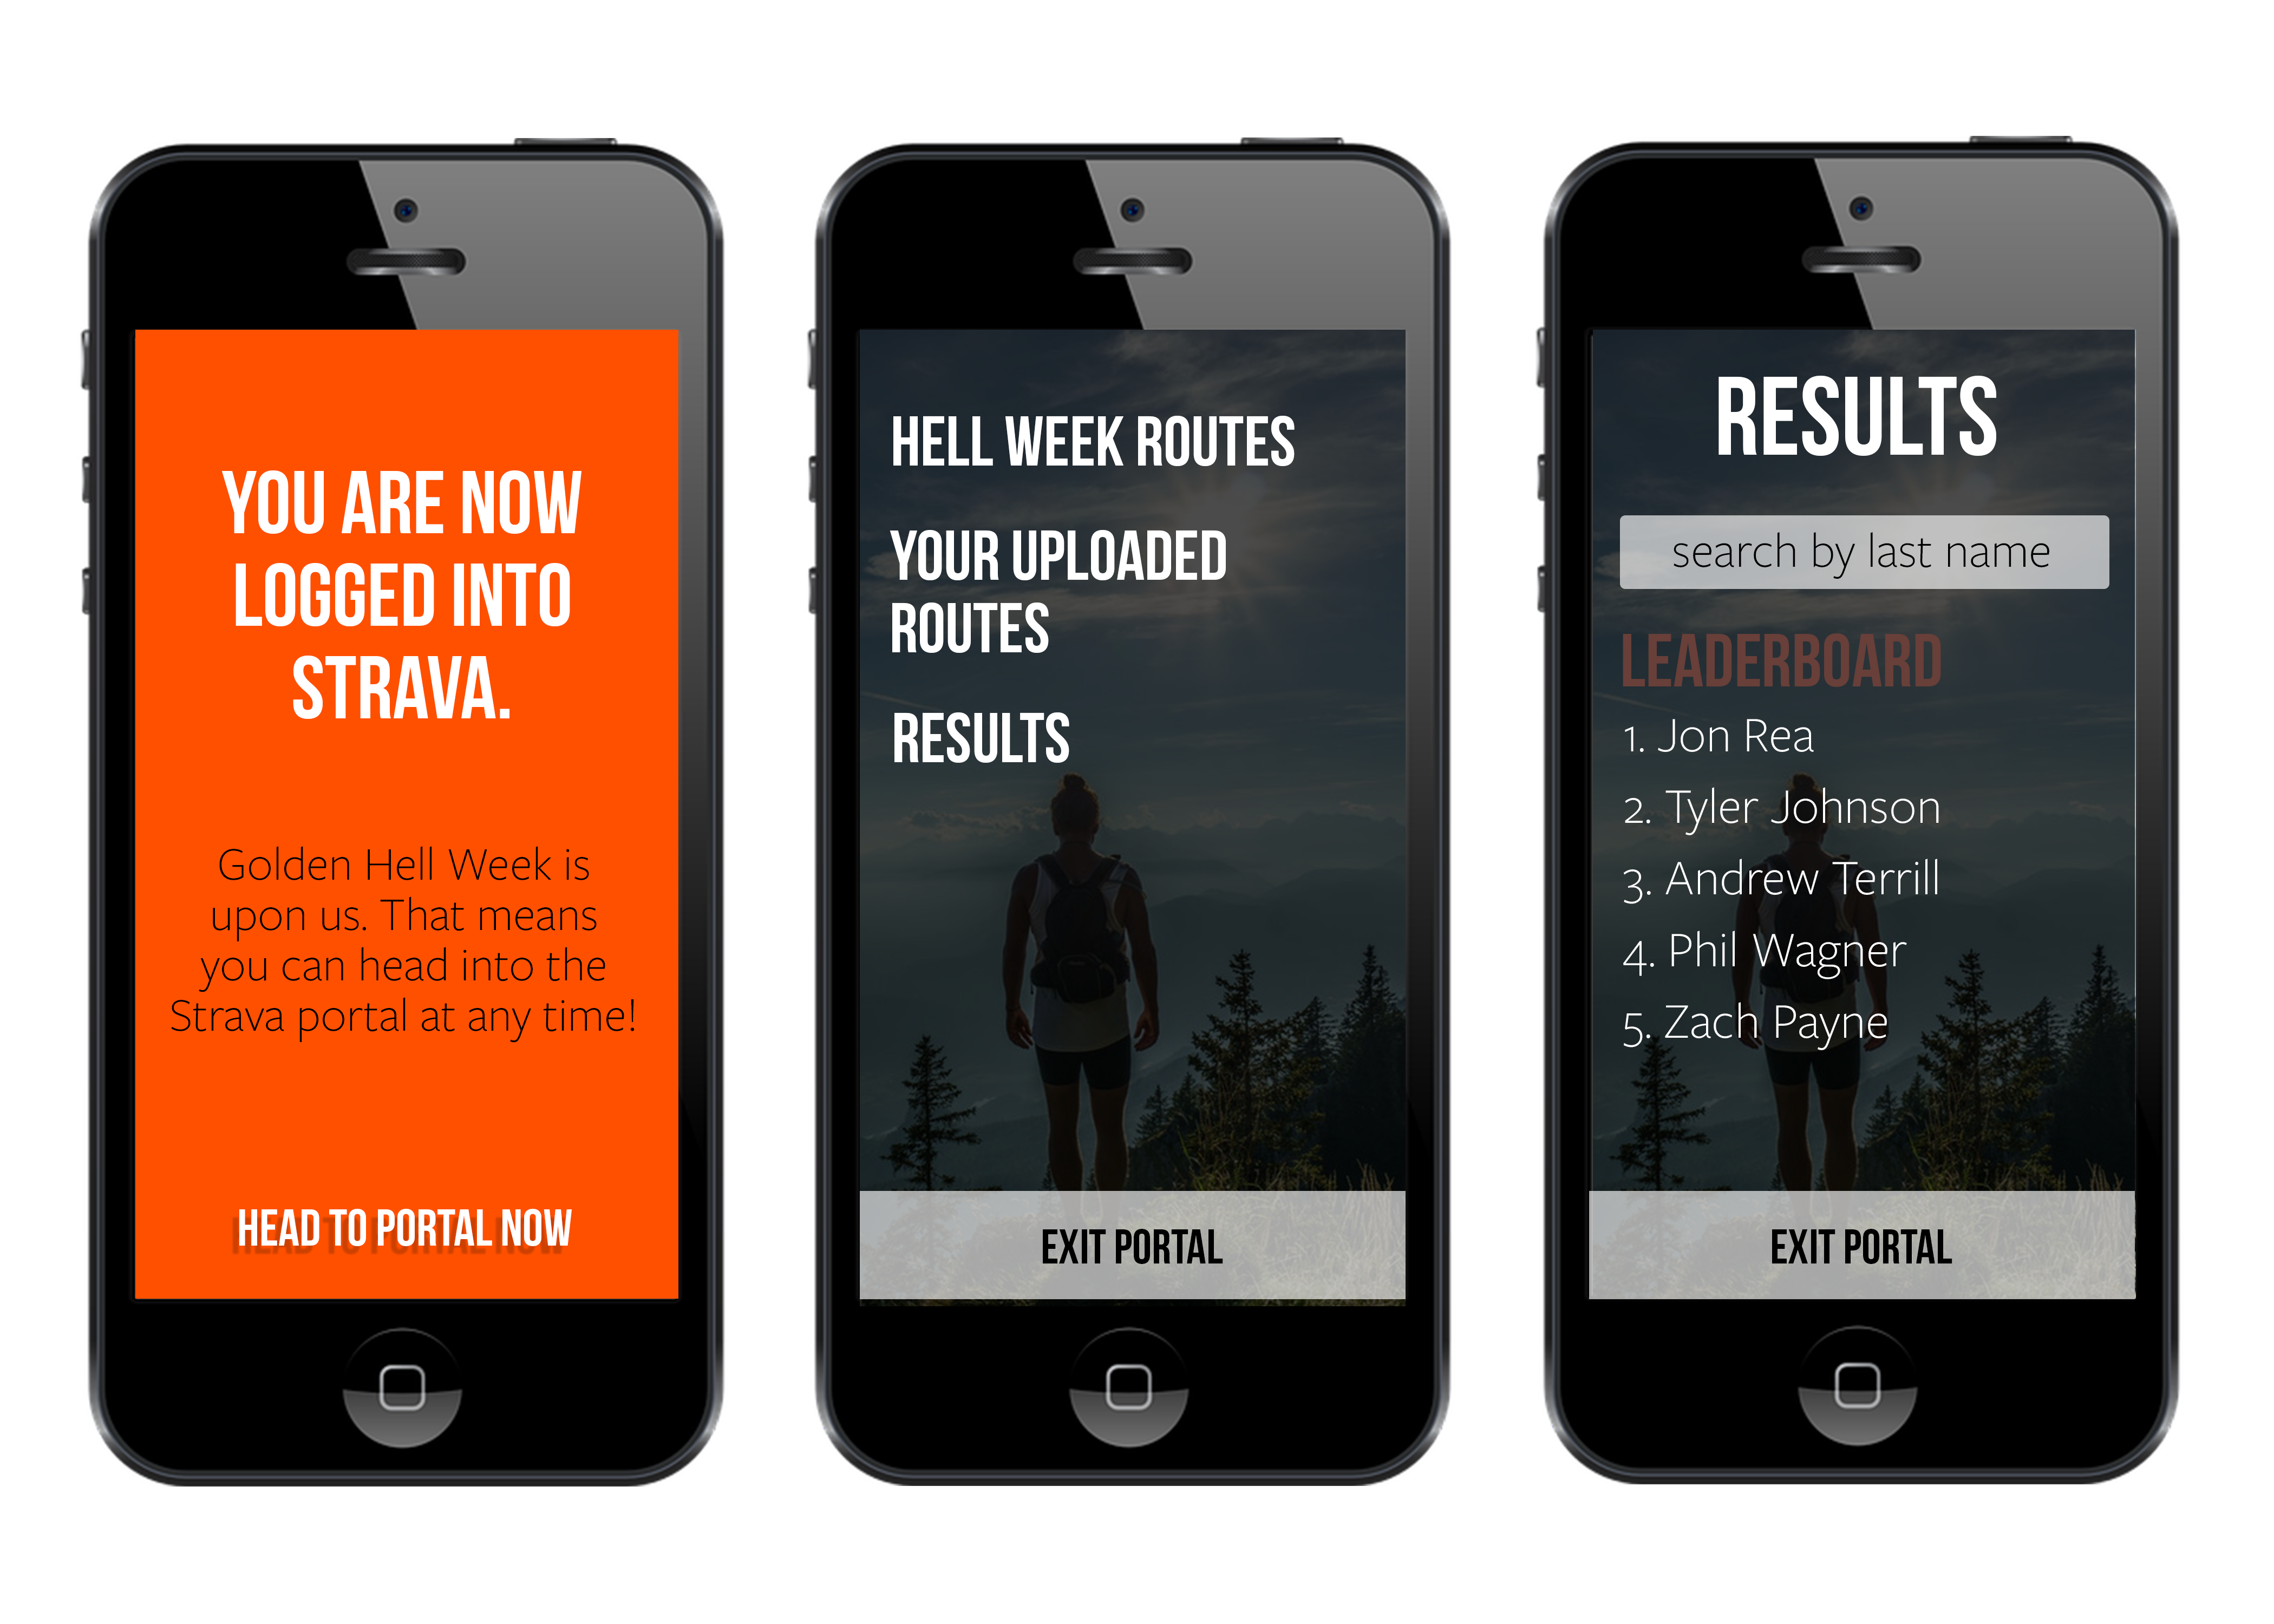 YOU ARE NOW
LOGGED INTO
STRAVA.
Golden Hell Week is
upon us. That means
you can head into the
Strava portal at any time!
HEAD TO PORTAL NOW
HELL WEEK ROUTES
YOUR UPLOADED
ROUTES
RESULTS
EXIT PORTAL
RESULTS
search by last name
LEADERBOARD
1. Jon Rea
2. Tyler Johnson
3. Andrew Terrill
4. Phil Wagner
5. Zach Payne
EXIT PORTAL